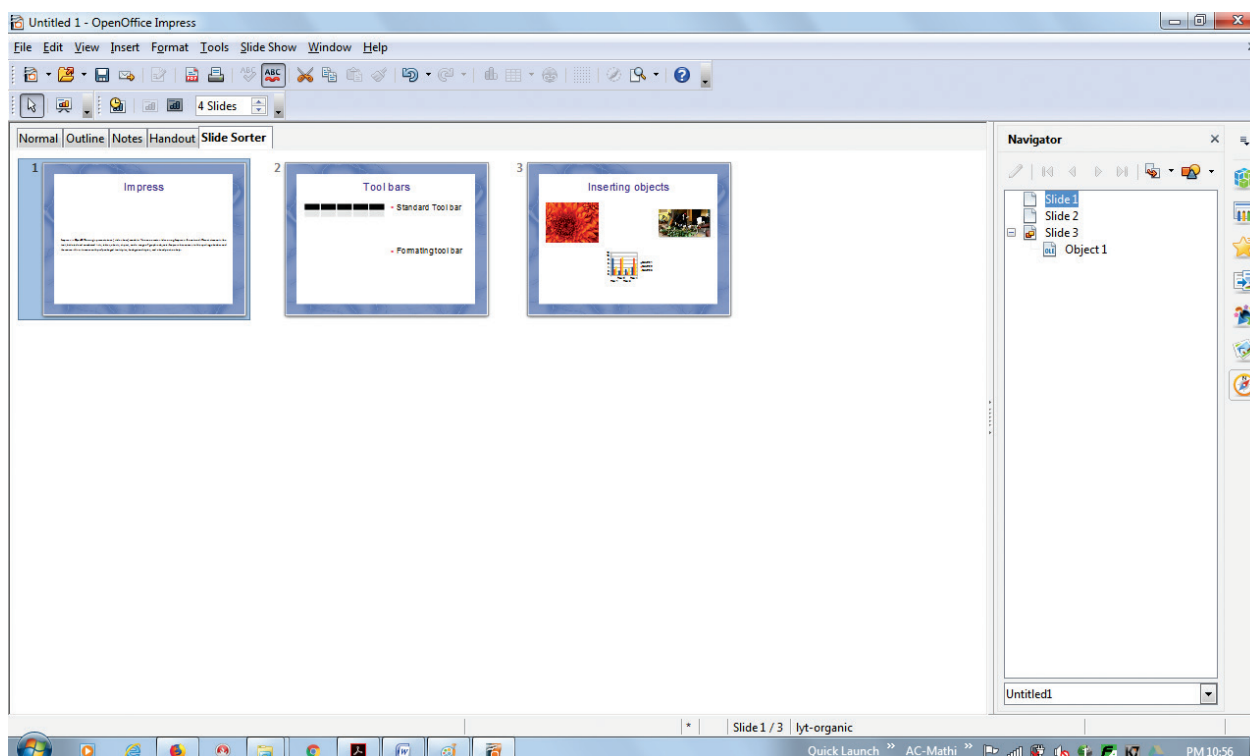 Untitled 1 - OpenOffice Impress
File Edit View Insert Format Tools Slide Show Window Help
ABC ABC
4 Slides
Normal Outline Notes Handout Slide Sorter
Navigator
1 2 3
Impress
Tool bars
Standard Tool bar
Formating tool bar
Inserting objects
Slide 1
Slide 2
Slide 3
Object 1
Untitled1
* Slide 1 / 3 lyt-organic
Quick Launch » AC-Mathi » PM 10:56